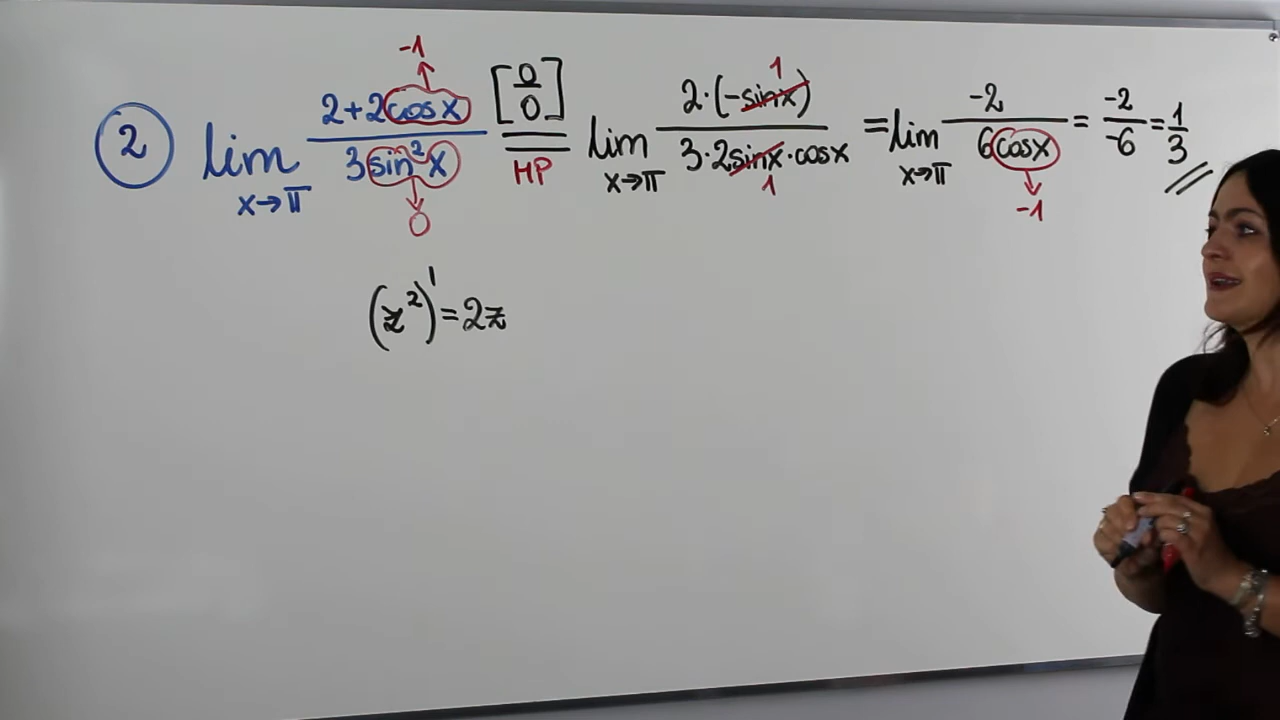 ② lim x→π (2+2cosx)/(3sin²x) [0/0] =HP= lim x→π (2·(-sinx))/(3·2sinx·cosx) = lim x→π (-2)/(6cosx) = -2/-6 = 1/3
-1
0
1
1
-1
(z²)' = 2z